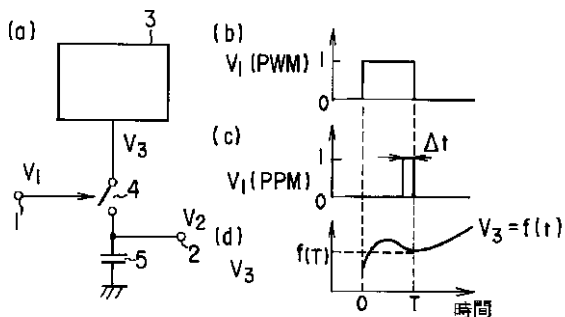 (a)
3
V3
V1
4
1
V2
2
5
(b)
V1(PWM)
1
0
(c)
V1(PPM)
1
0
Δt
(d)
V3
f(T)
V3=f(t)
0
T
時間